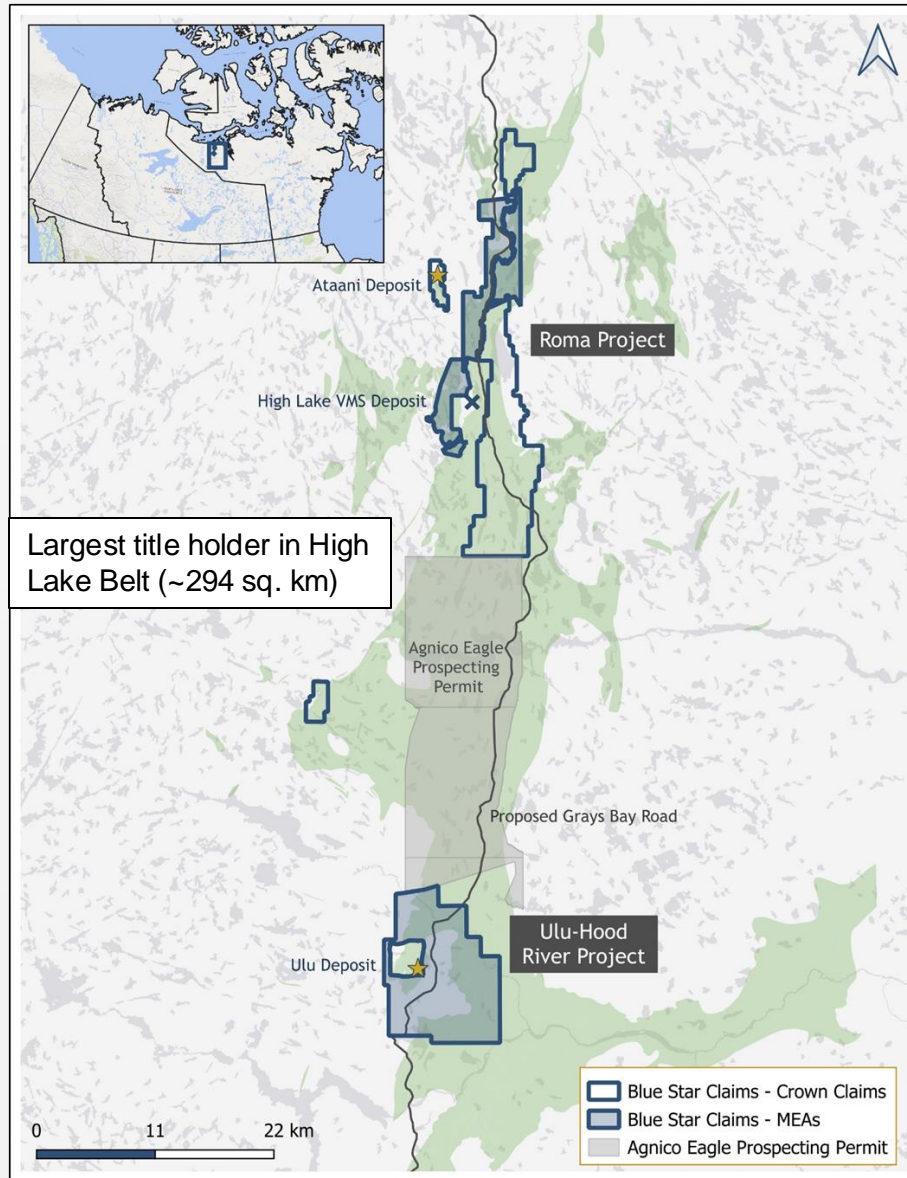 Ataani Deposit
Roma Project
High Lake VMS Deposit
Largest title holder in High
Lake Belt (~294 sq. km)
Agnico Eagle
Prospecting
Permit
Proposed Grays Bay Road
Ulu-Hood
River Project
Ulu Deposit
Blue Star Claims - Crown Claims
Blue Star Claims - MEAs
Agnico Eagle Prospecting Permit
0 11 22 km